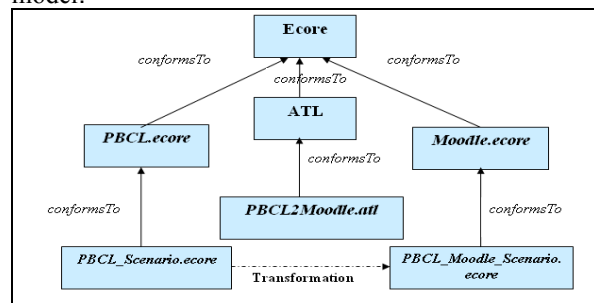 model.
Ecore
conformsTo
conformsTo
conformsTo
ATL
PBCL.ecore
Moodle.ecore
conformsTo
PBCL2Moodle.atl
conformsTo
conformsTo
PBCL_Scenario.ecore
PBCL_Moodle_Scenario.
ecore
Transformation